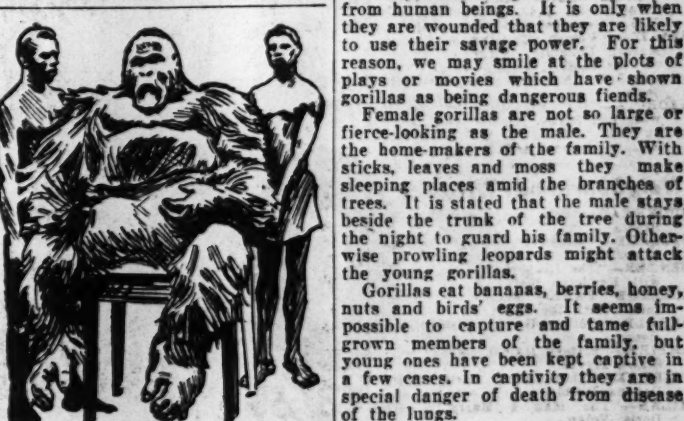 from human beings. It is only when
they are wounded that they are likely
to use their savage power. For this
reason, we may smile at the plots of
plays or movies which have shown
gorillas as being dangerous fiends.
Female gorillas are not so large or
fierce-looking as the male. They are
the home-makers of the family. With
sticks, leaves and moss they make
sleeping places amid the branches of
trees. It is stated that the male stays
beside the trunk of the tree during
the night to guard his family. Other-
wise prowling leopards might attack
the young gorillas.
Gorillas eat bananas, berries, honey,
nuts and birds' eggs. It seems im-
possible to capture and tame full-
grown members of the family, but
young ones have been kept captive in
a few cases. In captivity they are in
special danger of death from disease
of the lungs.